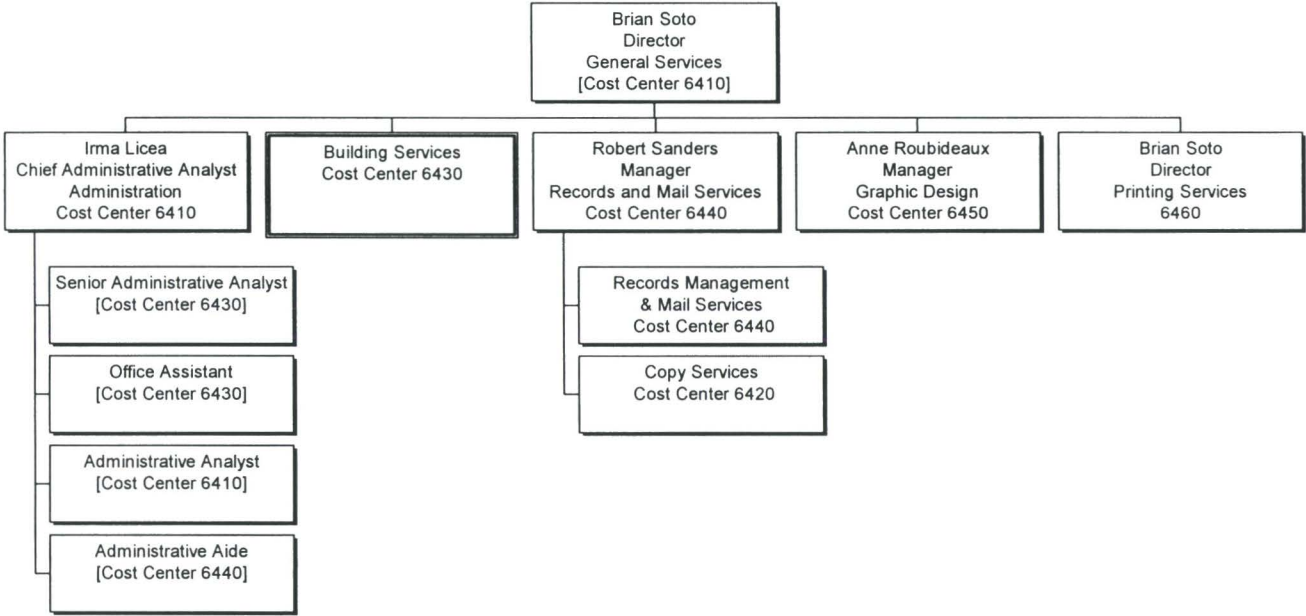 Brian Soto
Director
General Services
[Cost Center 6410]
Irma Licea
Chief Administrative Analyst
Administration
Cost Center 6410
Building Services
Cost Center 6430
Robert Sanders
Manager
Records and Mail Services
Cost Center 6440
Anne Roubideaux
Manager
Graphic Design
Cost Center 6450
Brian Soto
Director
Printing Services
6460
Senior Administrative Analyst
[Cost Center 6430]
Office Assistant
[Cost Center 6430]
Administrative Analyst
[Cost Center 6410]
Administrative Aide
[Cost Center 6440]
Records Management
& Mail Services
Cost Center 6440
Copy Services
Cost Center 6420